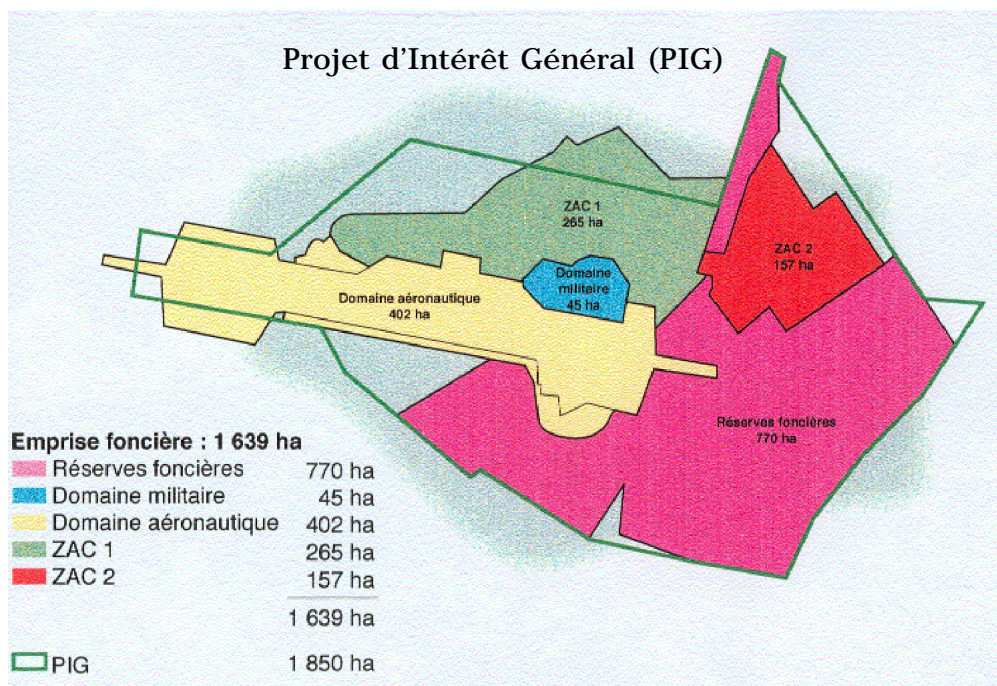 Projet d'Intérêt Général (PIG)
ZAC 1
265 ha
ZAC 2
157 ha
Domaine
militaire
45 ha
Domaine aéronautique
402 ha
Réserves foncières
770 ha
Emprise foncière : 1 639 ha
Réserves foncières 770 ha
Domaine militaire 45 ha
Domaine aéronautique 402 ha
ZAC 1 265 ha
ZAC 2 157 ha
1 639 ha
PIG 1 850 ha